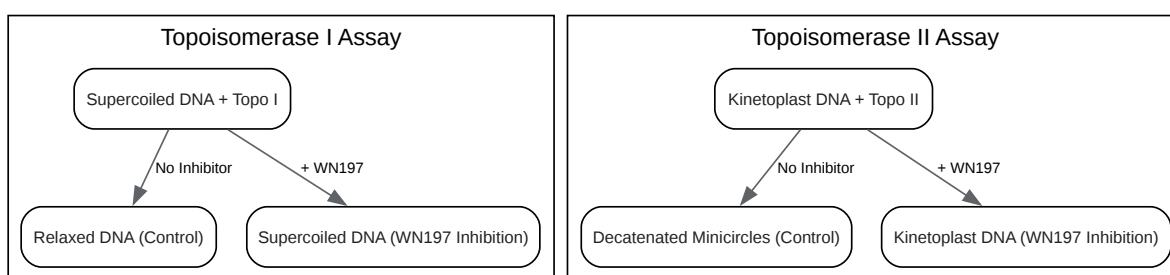 Topoisomerase I Assay
Supercoiled DNA + Topo I
No Inhibitor
+ WN197
Relaxed DNA (Control)
Supercoiled DNA (WN197 Inhibition)
Topoisomerase II Assay
Kinetoplast DNA + Topo II
No Inhibitor
+ WN197
Decatenated Minicircles (Control)
Kinetoplast DNA (WN197 Inhibition)